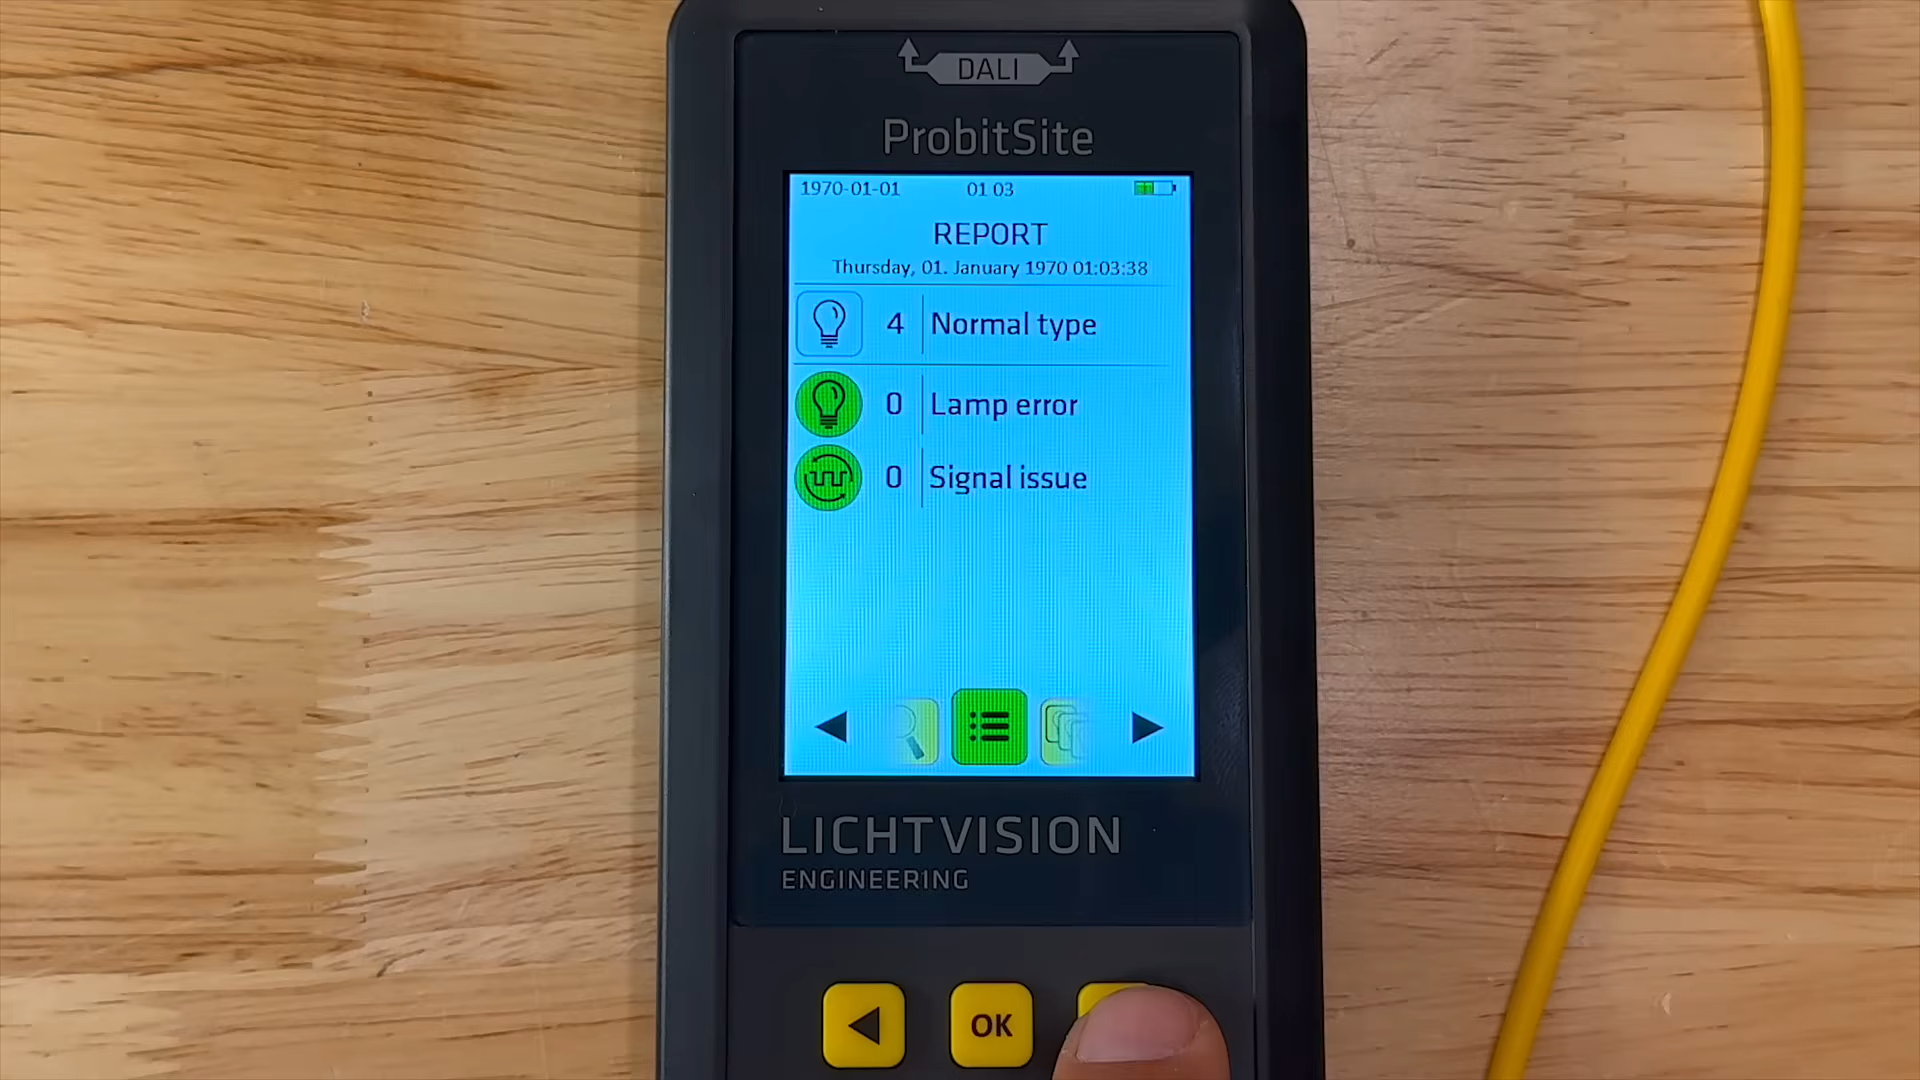 DALI
ProbitSite
1970-01-01 01 03
REPORT
Thursday, 01. January 1970 01:03:38
4 Normal type
0 Lamp error
0 Signal issue
LICHTVISION
ENGINEERING
OK